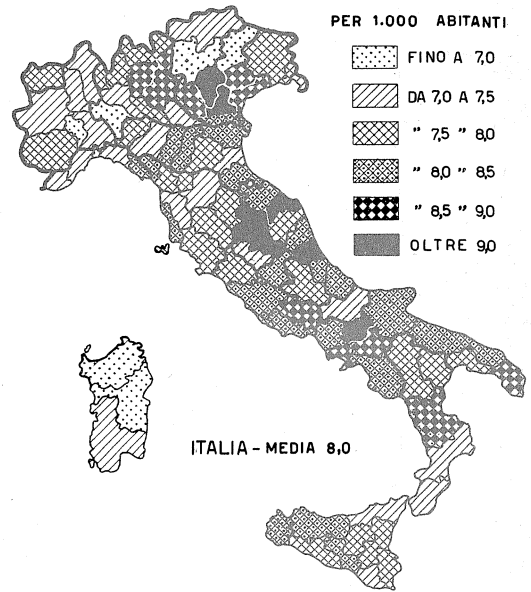 PER 1.000 ABITANTI
FINO A 7,0
DA 7,0 A 7,5
" 7,5 " 8,0
" 8,0 " 8,5
" 8,5 " 9,0
OLTRE 9,0
ITALIA - MEDIA 8,0